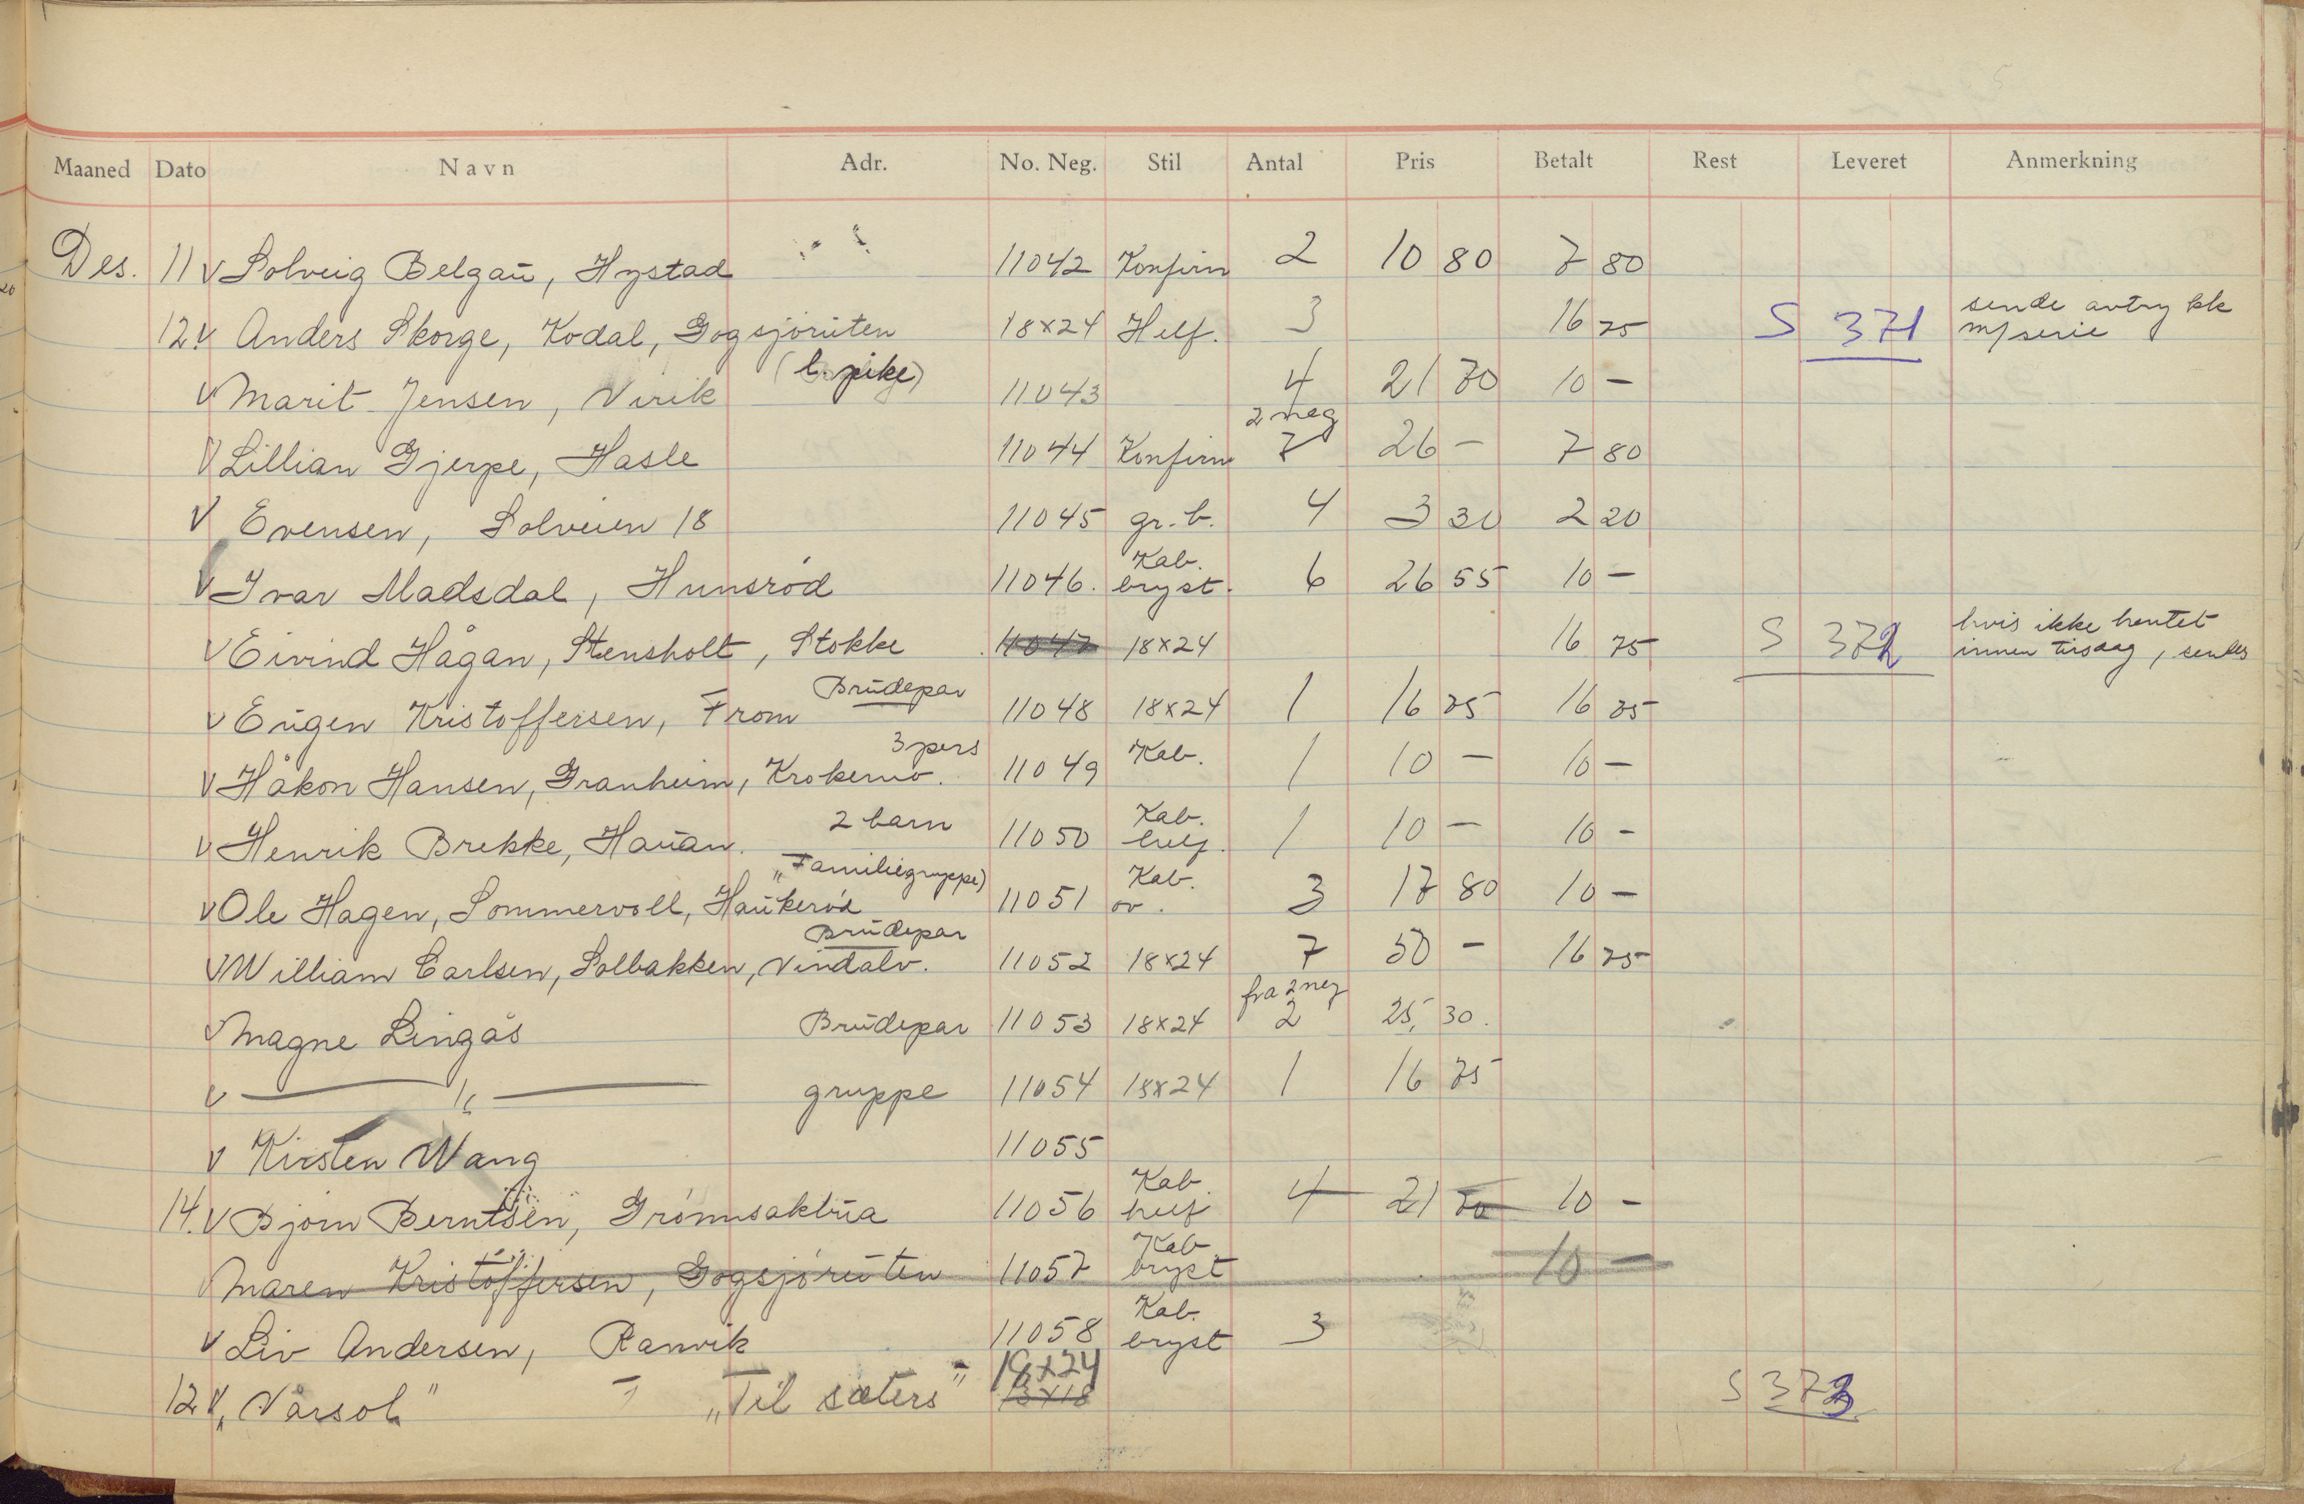 Maaned Dato Navn Adr. No. Neg. Stil Antal Pris Betalt Rest Leveret Anmerkning
Des. 11 v Solveig Belgau, Hystad 11042 Konfirm 2 10 80 7 80
sende avtrykk
12. v Anders Skorge, Kodal, Gogsjøruten 18x24 Helf. 3 16 75 S 371 m/serie
(l. pike)
v Marit Jensen, Virik 11043 4 21 70 10 –
2 neg
v Lillian Gjerpe, Hasle 11044 Konfirm 7 26 – 7 80
v Evensen, Solveien 18 11045 gr. b. 4 3 30 2 20
Kab.
v Ivar Madsdal, Hunsrød 11046. bryst. 6 26 55 10 –
hvis ikke hentet
v Eivind Hågan, Stensholt, Stokke 11047 18x24 16 75 S 372 innen tirsdag, sendes
Brudepar
v Eugen Kristoffersen, From 11048 18x24 1 16 75 16 75
3 pers Kab.
v Håkon Hansen, Granheim, Krokemo. 11049 1 10 – 10 –
2 barn Kab.
v Henrik Brekke, Hauan. 11050 helf. 1 10 – 10 –
„Familiegruppe) Kab.
v Ole Hagen, Sommervoll, Haukerød 11051 ov. 3 17 80 10 –
Brudepar
v William Carlsen, Solbakken, Vindalv. 11052 18x24 7 50 – 16 75
fra 2 neg
v Magne Lingås Brudepar 11053 18x24 2 25, 30.
v — " — gruppe 11054 18x24 1 16 75
v Kirsten Wang 11055
Kab
14. v Bjørn Berntsen, Grønnsakbua 11056 helf 4 21 70 10 –
Kab
v Maren Kristoffersen, Gogsjøruten 11057 bryst 10 –
Kab.
v Liv Andersen, Ranvik 11058 bryst 3
18x24
12 v „Vårsol" „Til sæters" 13x18 S 373